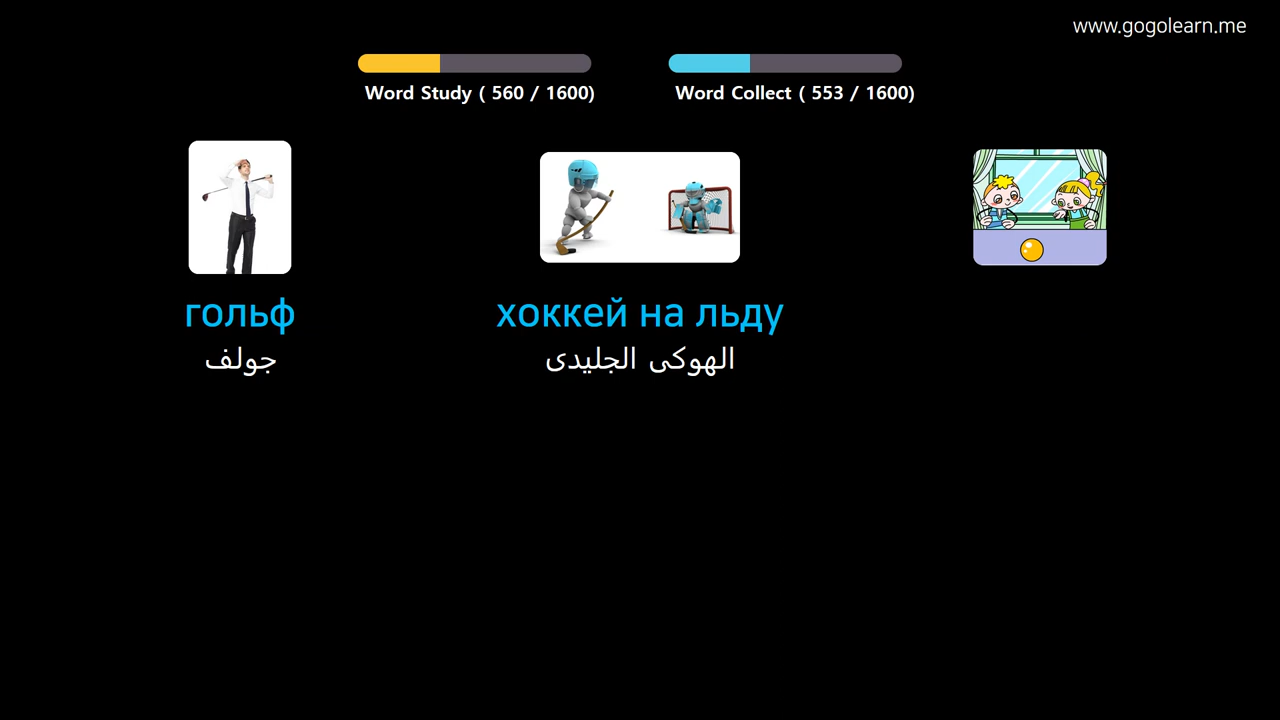 www.gogolearn.me
Word Study ( 560 / 1600)
Word Collect ( 553 / 1600)
гольф
хоккей на льду
جولف
الهوكى الجليدى